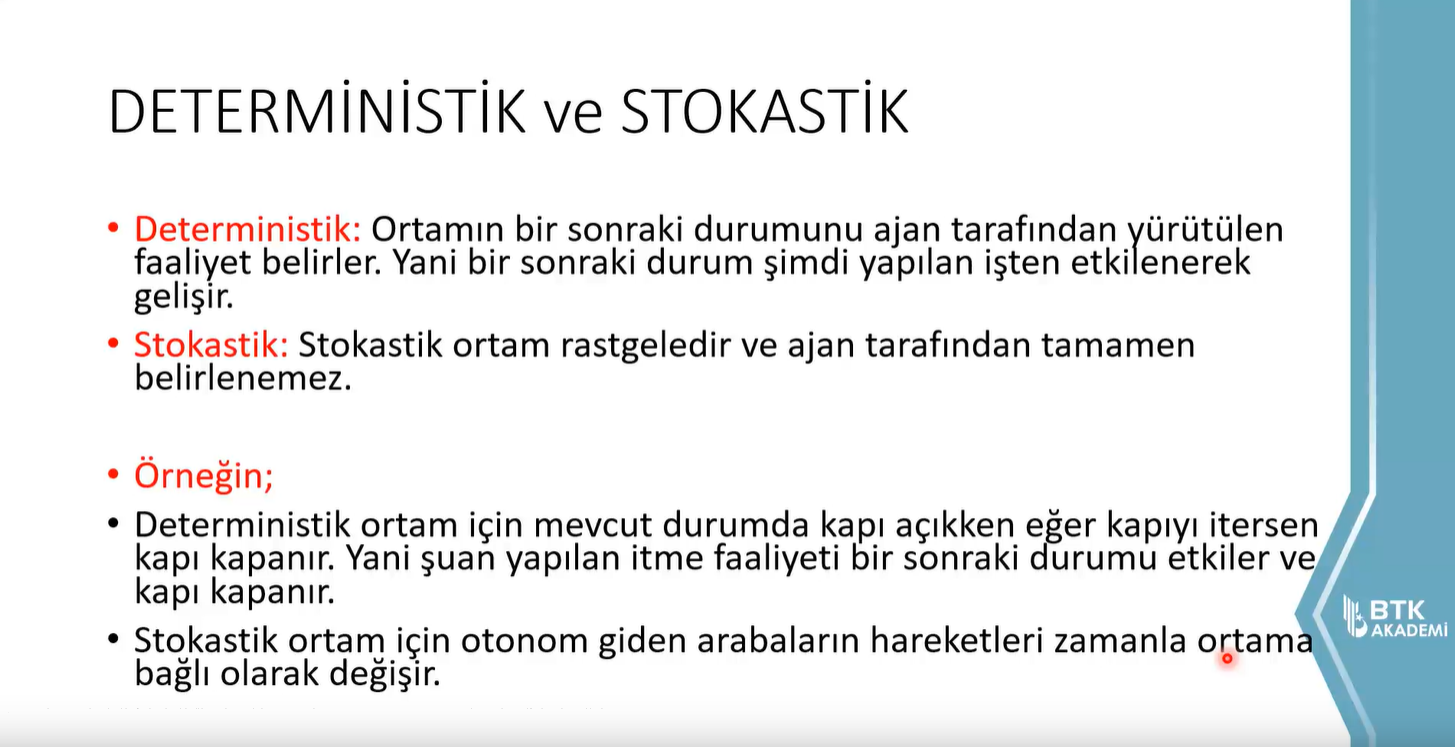 DETERMİNİSTİK ve STOKASTİK
• Deterministik: Ortamın bir sonraki durumunu ajan tarafından yürütülen
faaliyet belirler. Yani bir sonraki durum şimdi yapılan işten etkilenerek
gelişir.
• Stokastik: Stokastik ortam rastgeledir ve ajan tarafından tamamen
belirlenemez.
• Örneğin;
• Deterministik ortam için mevcut durumda kapı açıkken eğer kapıyı itersen
kapı kapanır. Yani şuan yapılan itme faaliyeti bir sonraki durumu etkiler ve
kapı kapanır.
• Stokastik ortam için otonom giden arabaların hareketleri zamanla ortama
bağlı olarak değişir.
BTK
AKADEMİ